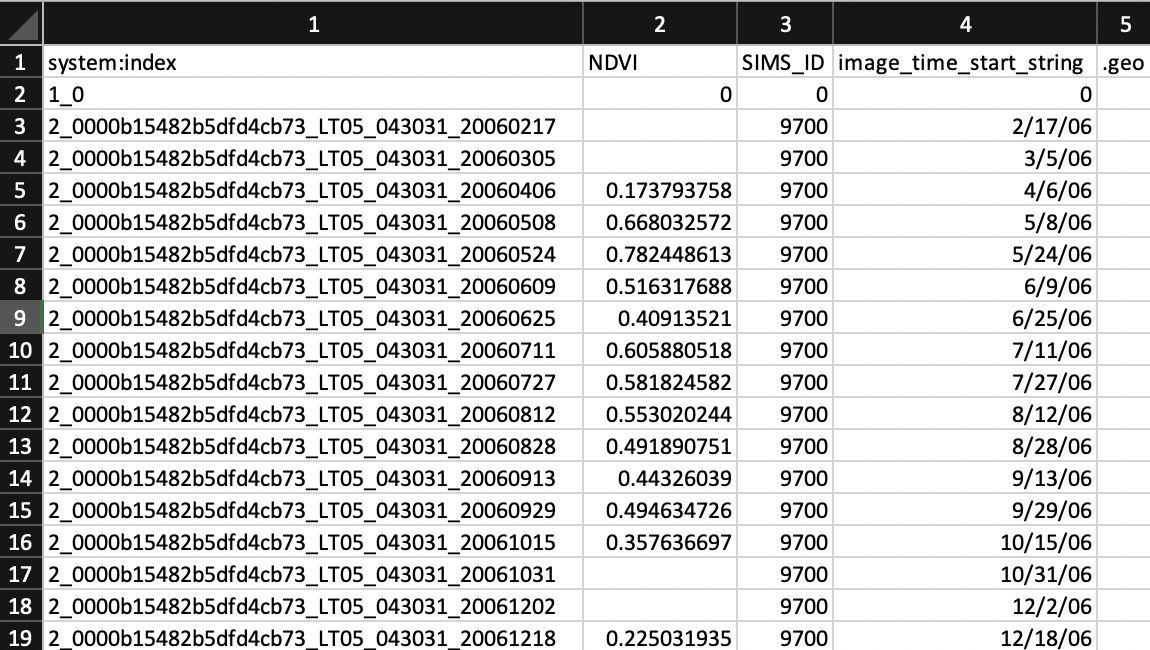 1 2 3 4 5
1 system:index NDVI SIMS_ID image_time_start_string .geo
2 1_0 0 0 0
3 2_0000b15482b5dfd4cb73_LT05_043031_20060217 9700 2/17/06
4 2_0000b15482b5dfd4cb73_LT05_043031_20060305 9700 3/5/06
5 2_0000b15482b5dfd4cb73_LT05_043031_20060406 0.173793758 9700 4/6/06
6 2_0000b15482b5dfd4cb73_LT05_043031_20060508 0.668032572 9700 5/8/06
7 2_0000b15482b5dfd4cb73_LT05_043031_20060524 0.782448613 9700 5/24/06
8 2_0000b15482b5dfd4cb73_LT05_043031_20060609 0.516317688 9700 6/9/06
9 2_0000b15482b5dfd4cb73_LT05_043031_20060625 0.40913521 9700 6/25/06
10 2_0000b15482b5dfd4cb73_LT05_043031_20060711 0.605880518 9700 7/11/06
11 2_0000b15482b5dfd4cb73_LT05_043031_20060727 0.581824582 9700 7/27/06
12 2_0000b15482b5dfd4cb73_LT05_043031_20060812 0.553020244 9700 8/12/06
13 2_0000b15482b5dfd4cb73_LT05_043031_20060828 0.491890751 9700 8/28/06
14 2_0000b15482b5dfd4cb73_LT05_043031_20060913 0.44326039 9700 9/13/06
15 2_0000b15482b5dfd4cb73_LT05_043031_20060929 0.494634726 9700 9/29/06
16 2_0000b15482b5dfd4cb73_LT05_043031_20061015 0.357636697 9700 10/15/06
17 2_0000b15482b5dfd4cb73_LT05_043031_20061031 9700 10/31/06
18 2_0000b15482b5dfd4cb73_LT05_043031_20061202 9700 12/2/06
19 2_0000b15482b5dfd4cb73_LT05_043031_20061218 0.225031935 9700 12/18/06